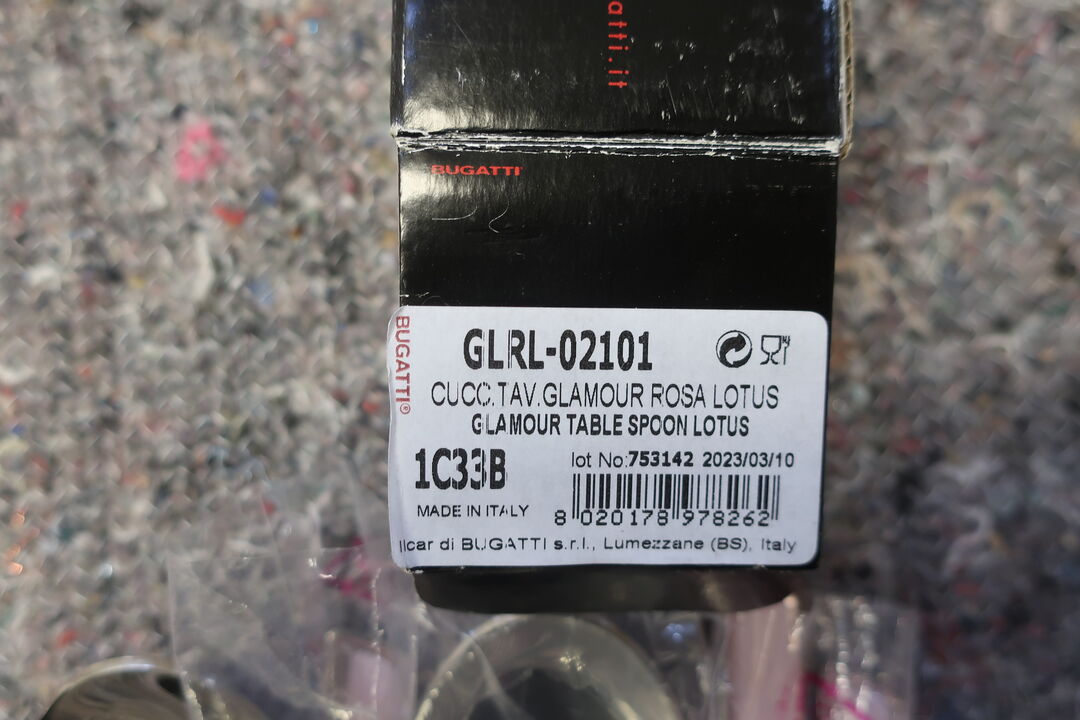 atti.it
BUGATTI
BUGATTI®
GLRL-02101
CUCC.TAV.GLAMOUR ROSA LOTUS
GLAMOUR TABLE SPOON LOTUS
1C33B
lot No:753142 2023/03/10
MADE IN ITALY
8 020178 978262
Ilcar di BUGATTI s.r.l., Lumezzane (BS), Italy